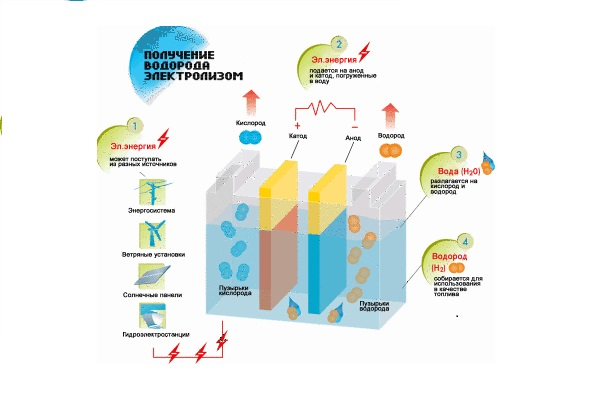 ПОЛУЧЕНИЕ
ВОДОРОДА
ЭЛЕКТРОЛИЗОМ
2
Эл.энергия
подается на анод
и катод, погруженные
в воду
Кислород
+
–
Катод
Анод
Водород
1
Эл.энергия
может поступать
из разных источников
Энергосистема
Ветряные установки
Солнечные панели
Гидроэлектростанции
3
Вода (H2O)
разлагается на
кислород и
водород
4
Водород
(H2)
собирается для
использования
в качестве
топлива
Пузырьки
кислорода
Пузырьки
водорода